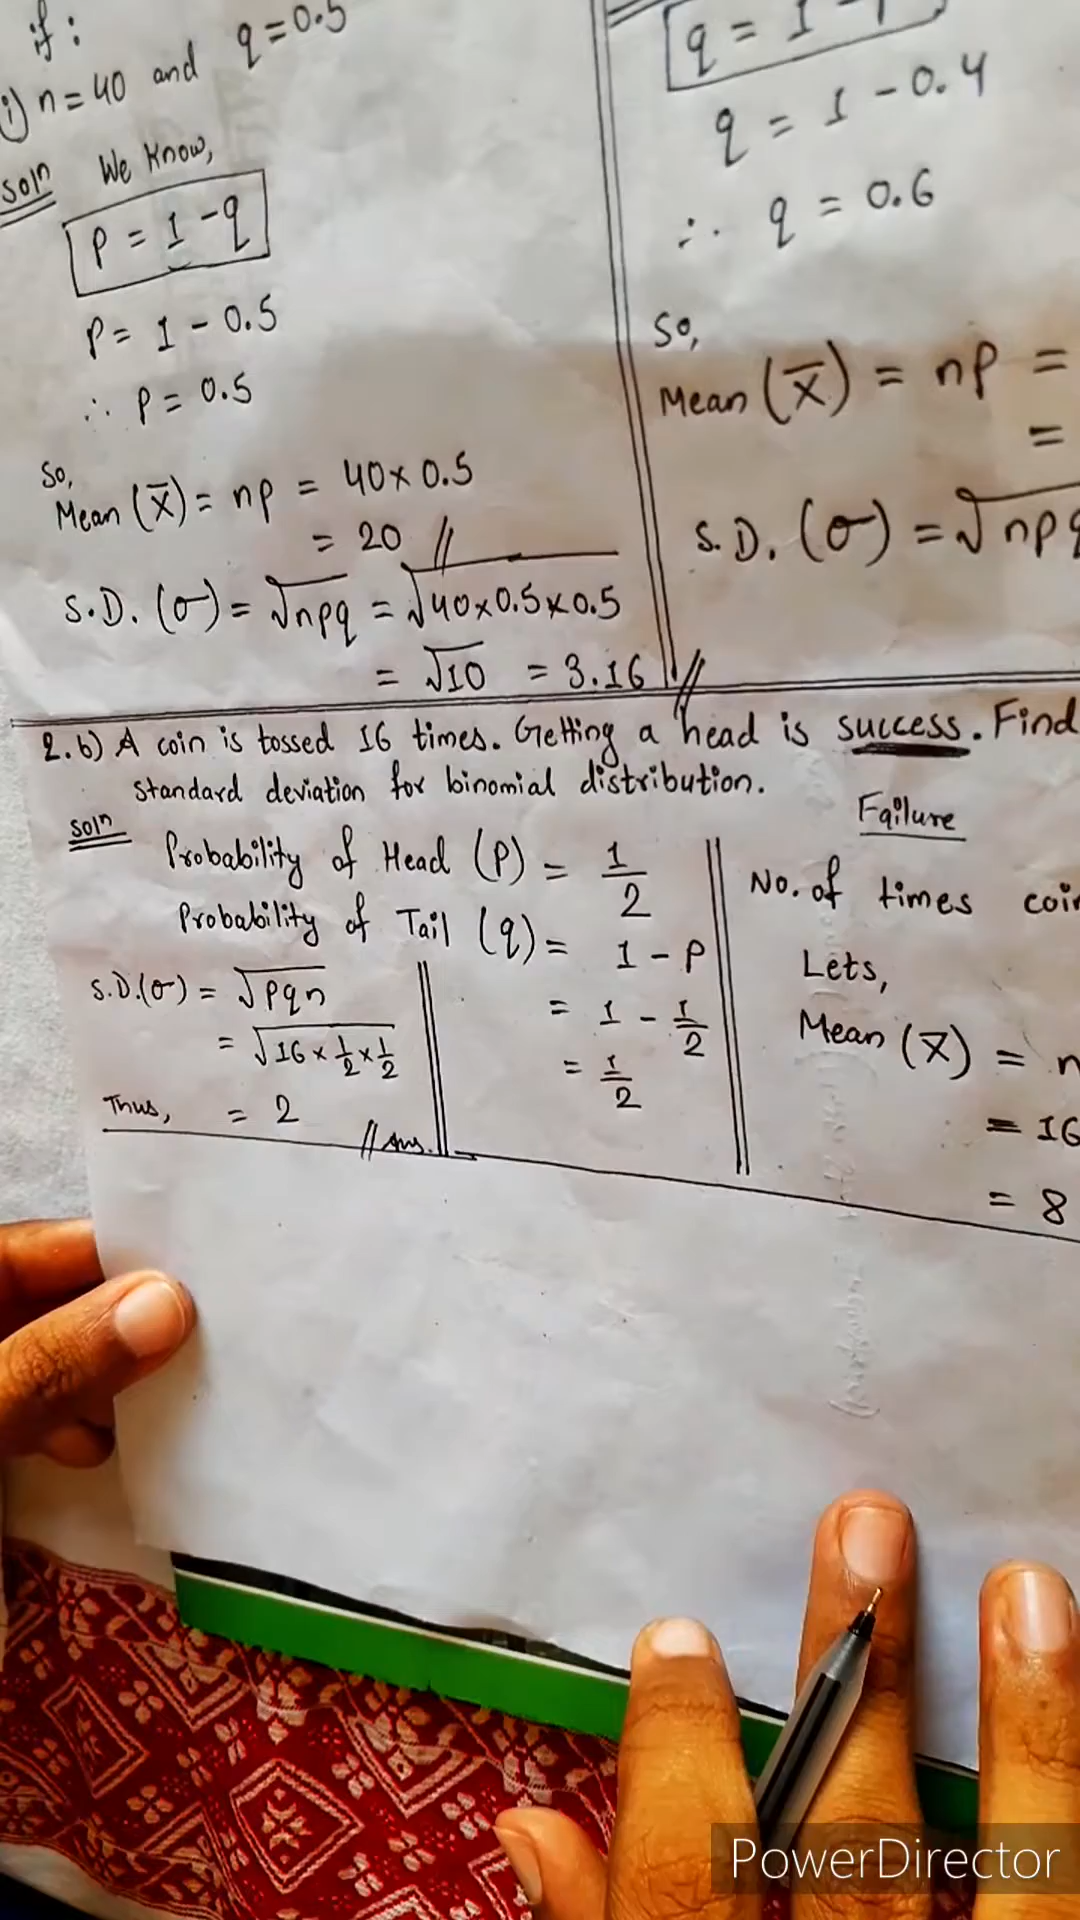 if :
i) n = 40 and q = 0.5
Soln We Know,
P = 1 - q
P = 1 - 0.5
∴ P = 0.5
So,
Mean (x̄) = np = 40 × 0.5
= 20 //
S.D. (σ) = √npq = √40×0.5×0.5
= √10 = 3.16 //
q = 1 -
q = 1 - 0.4
∴ q = 0.6
So,
Mean (x̄) = np =
=
S.D. (σ) = √npq
2.b) A coin is tossed 16 times. Getting a head is success. Find
standard deviation for binomial distribution.
Soln
Probability of Head (P) = 1/2
Probability of Tail (q) = 1 - P
= 1 - 1/2
= 1/2
S.D.(σ) = √pqn
= √16 × 1/2 × 1/2
Thus, = 2 // Ans.
Failure
No. of times coin
Lets,
Mean (x̄) = n
= 16
= 8
PowerDirector